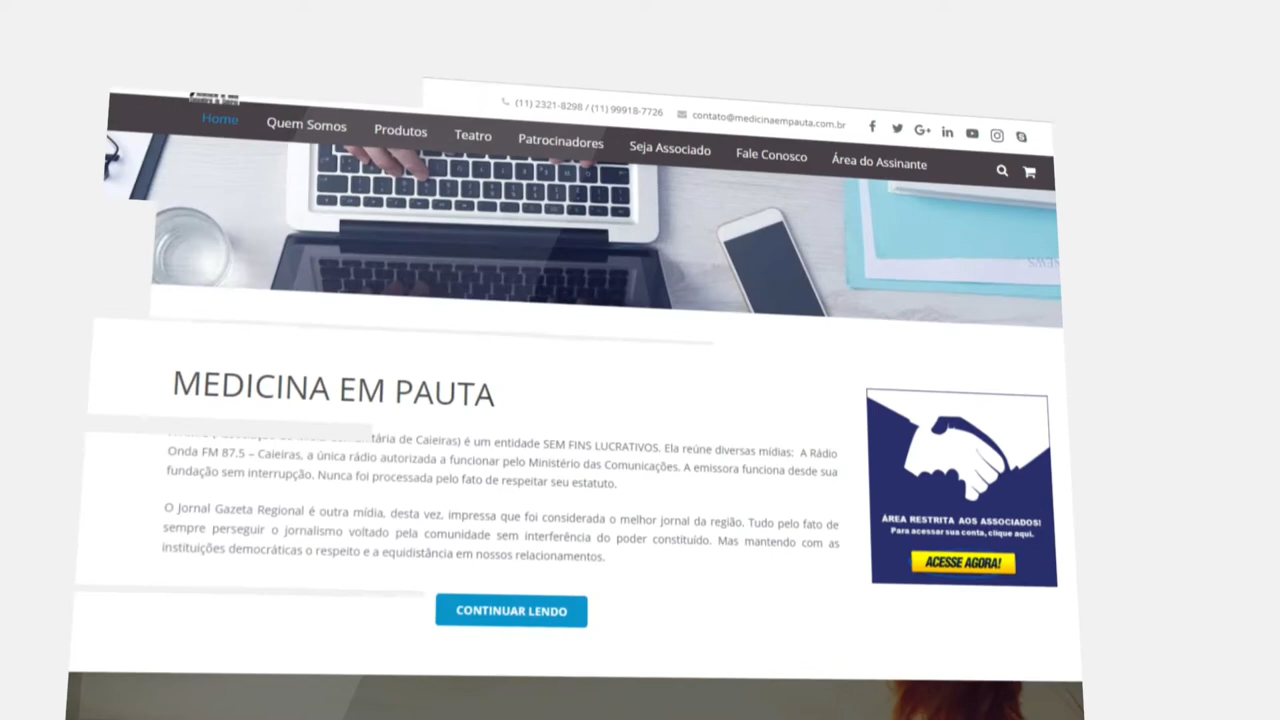 (11) 2321-8298 / (11) 99918-7726 contato@medicinaempauta.com.br
Home Quem Somos Produtos Teatro Patrocinadores Seja Associado Fale Conosco Área do Assinante
MEDICINA EM PAUTA
de Caieiras) é um entidade SEM FINS LUCRATIVOS. Ela reúne diversas mídias: A Rádio
Onda FM 87.5 – Caieiras, a única rádio autorizada a funcionar pelo Ministério das Comunicações. A emissora funciona desde sua
fundação sem interrupção. Nunca foi processada pelo fato de respeitar seu estatuto.
O Jornal Gazeta Regional é outra mídia, desta vez, impressa que foi considerada o melhor jornal da região. Tudo pelo fato de
sempre perseguir o jornalismo voltado pela comunidade sem interferência do poder constituído. Mas mantendo com as
instituições democráticas o respeito e a equidistância em nossos relacionamentos.
CONTINUAR LENDO
ÁREA RESTRITA AOS ASSOCIADOS!
Para acessar sua conta, clique aqui.
ACESSE AGORA!